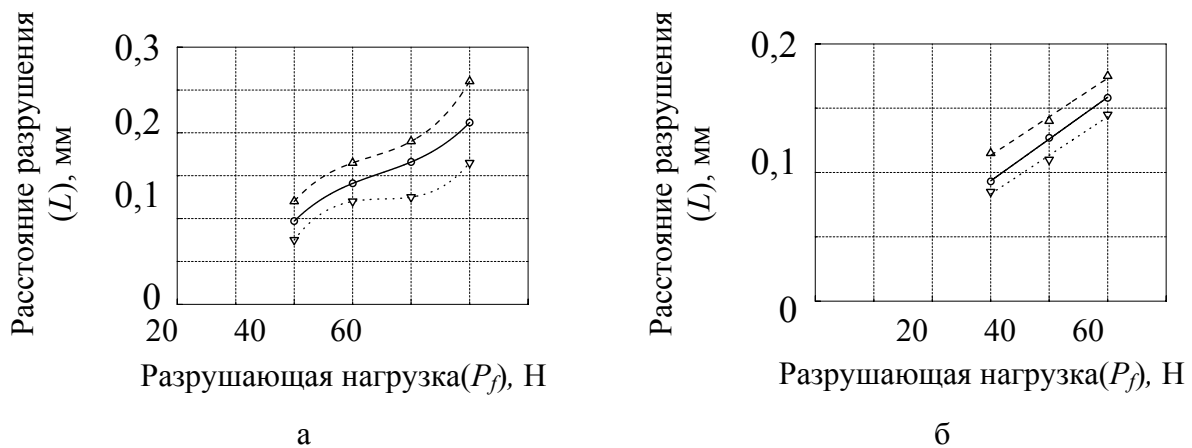 0,3
0,2
0,1
0
20 40 60
Расстояние разрушения
(L), мм
Разрушающая нагрузка(Pf), Н
а
0,2
0,1
0
20 40 60
Расстояние разрушения
(L), мм
Разрушающая нагрузка(Pf), Н
б